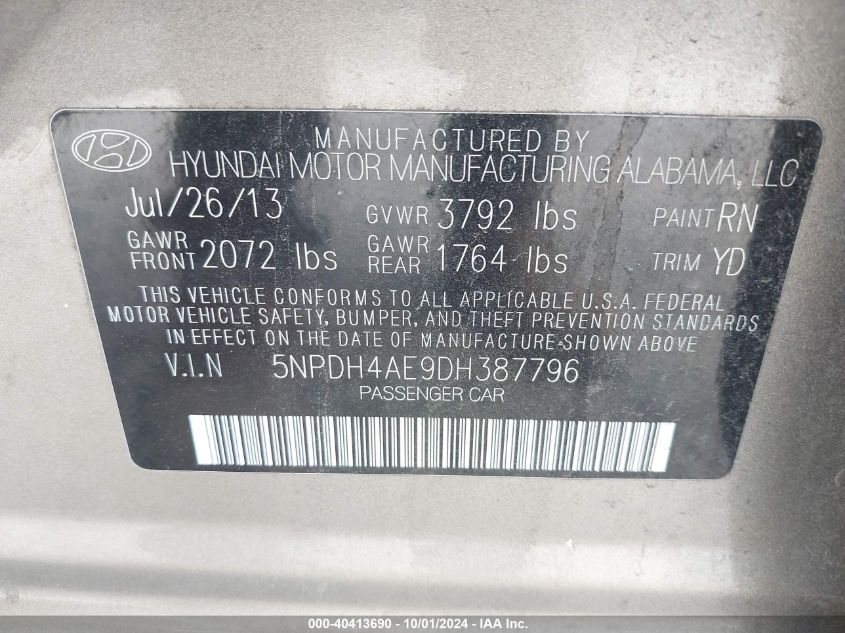 MANUFACTURED BY
HYUNDAI MOTOR MANUFACTURING ALABAMA, LLC
Jul/26/13 GVWR 3792 lbs PAINT RN
GAWR FRONT 2072 lbs GAWR REAR 1764 lbs TRIM YD
THIS VEHICLE CONFORMS TO ALL APPLICABLE U.S.A. FEDERAL
MOTOR VEHICLE SAFETY, BUMPER, AND THEFT PREVENTION STANDARDS
IN EFFECT ON THE DATE OF MANUFACTURE-SHOWN ABOVE
V.I.N 5NPDH4AE9DH387796
PASSENGER CAR
000-40413690 - 10/01/2024 - IAA Inc.